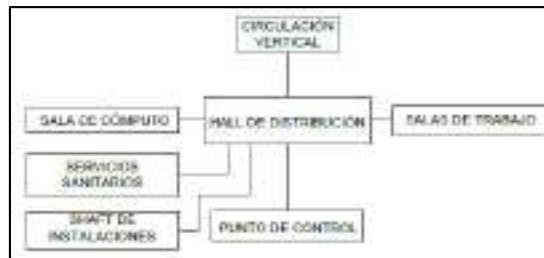 CIRCULACIÓN
VERTICAL
SALA DE CÓMPUTO
HALL DE DISTRIBUCIÓN
SALAS DE TRABAJO
SERVICIOS
SANITARIOS
SHAFT DE
INSTALACIONES
PUNTO DE CONTROL